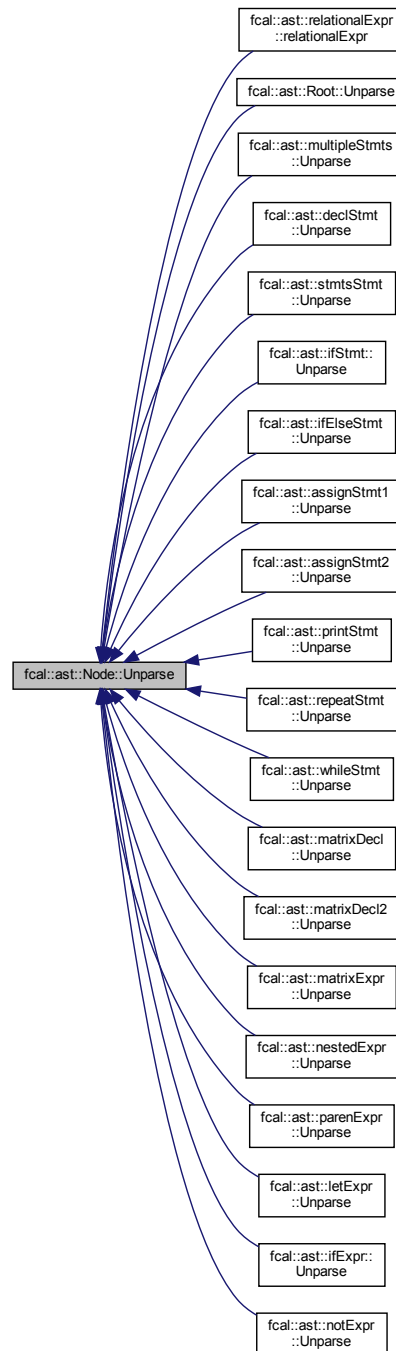 fcal::ast::relationalExpr
::relationalExpr
fcal::ast::Root::Unparse
fcal::ast::multipleStmts
::Unparse
fcal::ast::declStmt
::Unparse
fcal::ast::stmtsStmt
::Unparse
fcal::ast::ifStmt::
Unparse
fcal::ast::ifElseStmt
::Unparse
fcal::ast::assignStmt1
::Unparse
fcal::ast::assignStmt2
::Unparse
fcal::ast::printStmt
::Unparse
fcal::ast::Node::Unparse
fcal::ast::repeatStmt
::Unparse
fcal::ast::whileStmt
::Unparse
fcal::ast::matrixDecl
::Unparse
fcal::ast::matrixDecl2
::Unparse
fcal::ast::matrixExpr
::Unparse
fcal::ast::nestedExpr
::Unparse
fcal::ast::parenExpr
::Unparse
fcal::ast::letExpr
::Unparse
fcal::ast::ifExpr::
Unparse
fcal::ast::notExpr
::Unparse